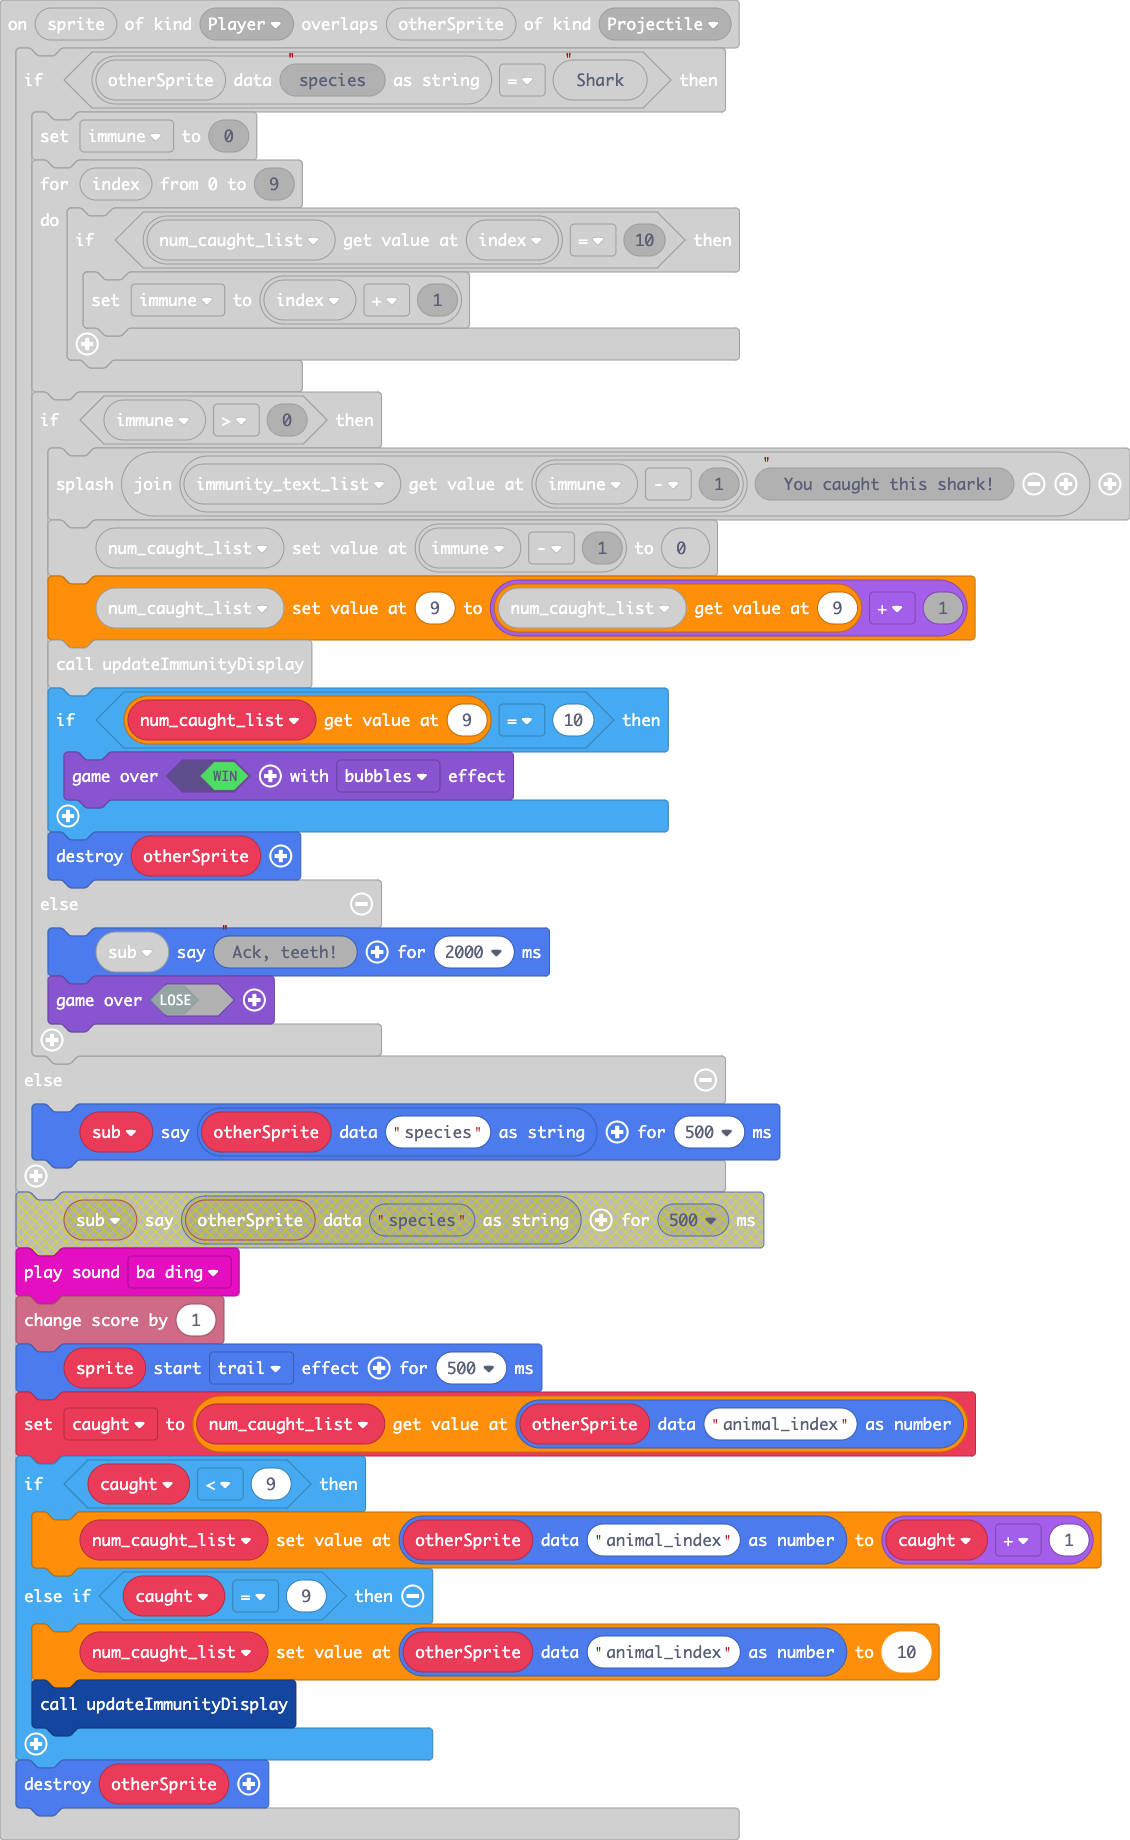 on sprite of kind Player overlaps otherSprite of kind Projectile
if otherSprite data "species" as string = "Shark" then
set immune to 0
for index from 0 to 9
do
if num_caught_list get value at index = 10 then
set immune to index + 1
if immune > 0 then
splash join immunity_text_list get value at immune - 1 " You caught this shark!
num_caught_list set value at immune - 1 to 0
num_caught_list set value at 9 to num_caught_list get value at 9 + 1
call updateImmunityDisplay
if num_caught_list get value at 9 = 10 then
game over WIN with bubbles effect
destroy otherSprite
else
sub say "Ack, teeth! for 2000 ms
game over LOSE
else
sub say otherSprite data "species" as string for 500 ms
sub say otherSprite data "species" as string for 500 ms
play sound ba ding
change score by 1
sprite start trail effect for 500 ms
set caught to num_caught_list get value at otherSprite data "animal_index" as number
if caught < 9 then
num_caught_list set value at otherSprite data "animal_index" as number to caught + 1
else if caught = 9 then
num_caught_list set value at otherSprite data "animal_index" as number to 10
call updateImmunityDisplay
destroy otherSprite